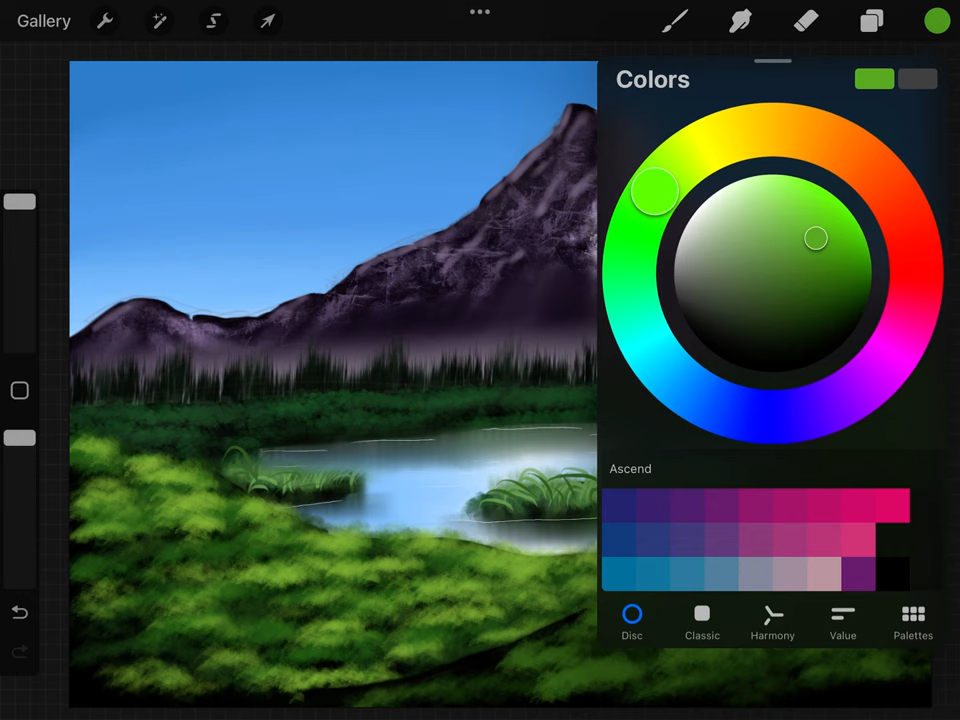 Gallery
Colors
Ascend
Disc
Classic
Harmony
Value
Palettes